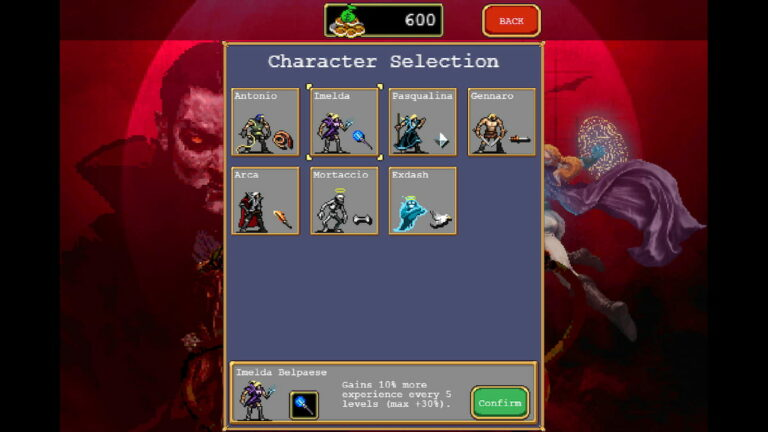 600
BACK
Character Selection
Antonio
Imelda
Pasqualina
Gennaro
Arca
Mortaccio
Exdash
Imelda Belpaese
Gains 10% more
experience every 5
levels (max +30%).
Confirm